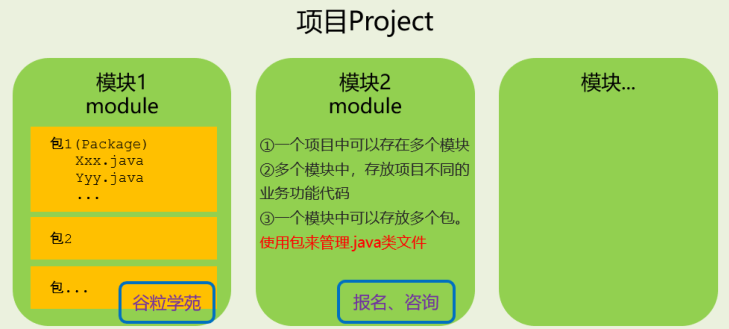 项目Project
模块1
module
包1(Package)
Xxx.java
Yyy.java
...
包2
包...
谷粒学苑
模块2
module
①一个项目中可以存在多个模块
②多个模块中，存放项目不同的
业务功能代码
③一个模块中可以存放多个包。
使用包来管理.java类文件
报名、咨询
模块...